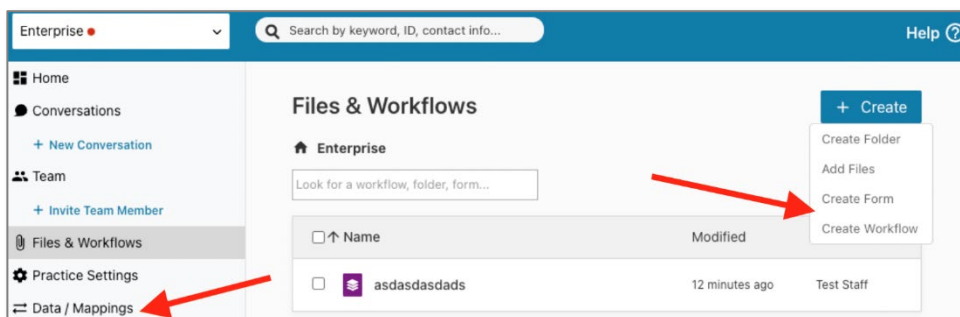 Enterprise
Search by keyword, ID, contact info...
Help
Home
Conversations
+ New Conversation
Team
+ Invite Team Member
Files & Workflows
Practice Settings
Data / Mappings
Files & Workflows
+ Create
Create Folder
Add Files
Create Form
Create Workflow
Enterprise
Look for a workflow, folder, form...
Name Modified
asdasdasdads 12 minutes ago Test Staff